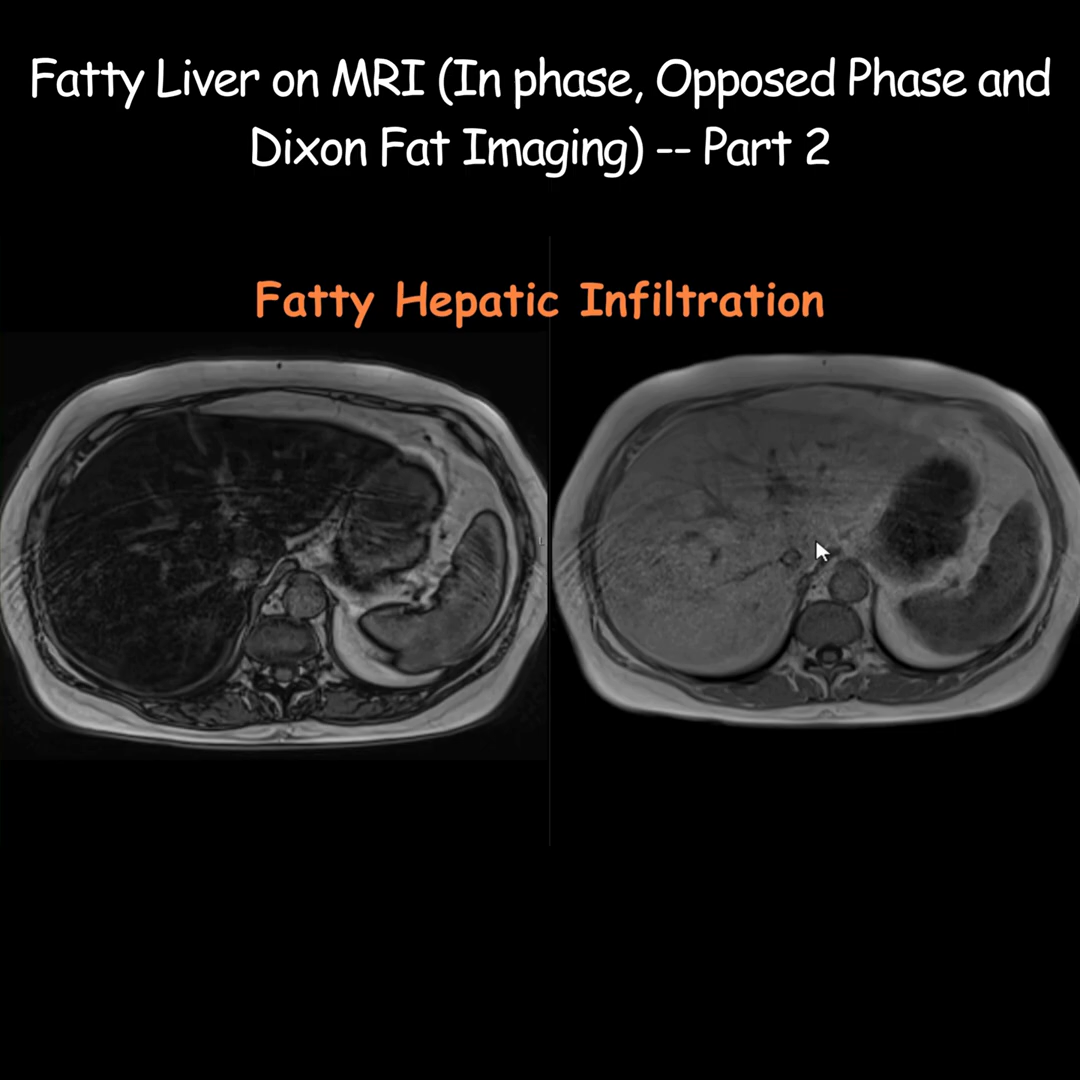 Fatty Liver on MRI (In phase, Opposed Phase and
Dixon Fat Imaging) -- Part 2
Fatty Hepatic Infiltration
L